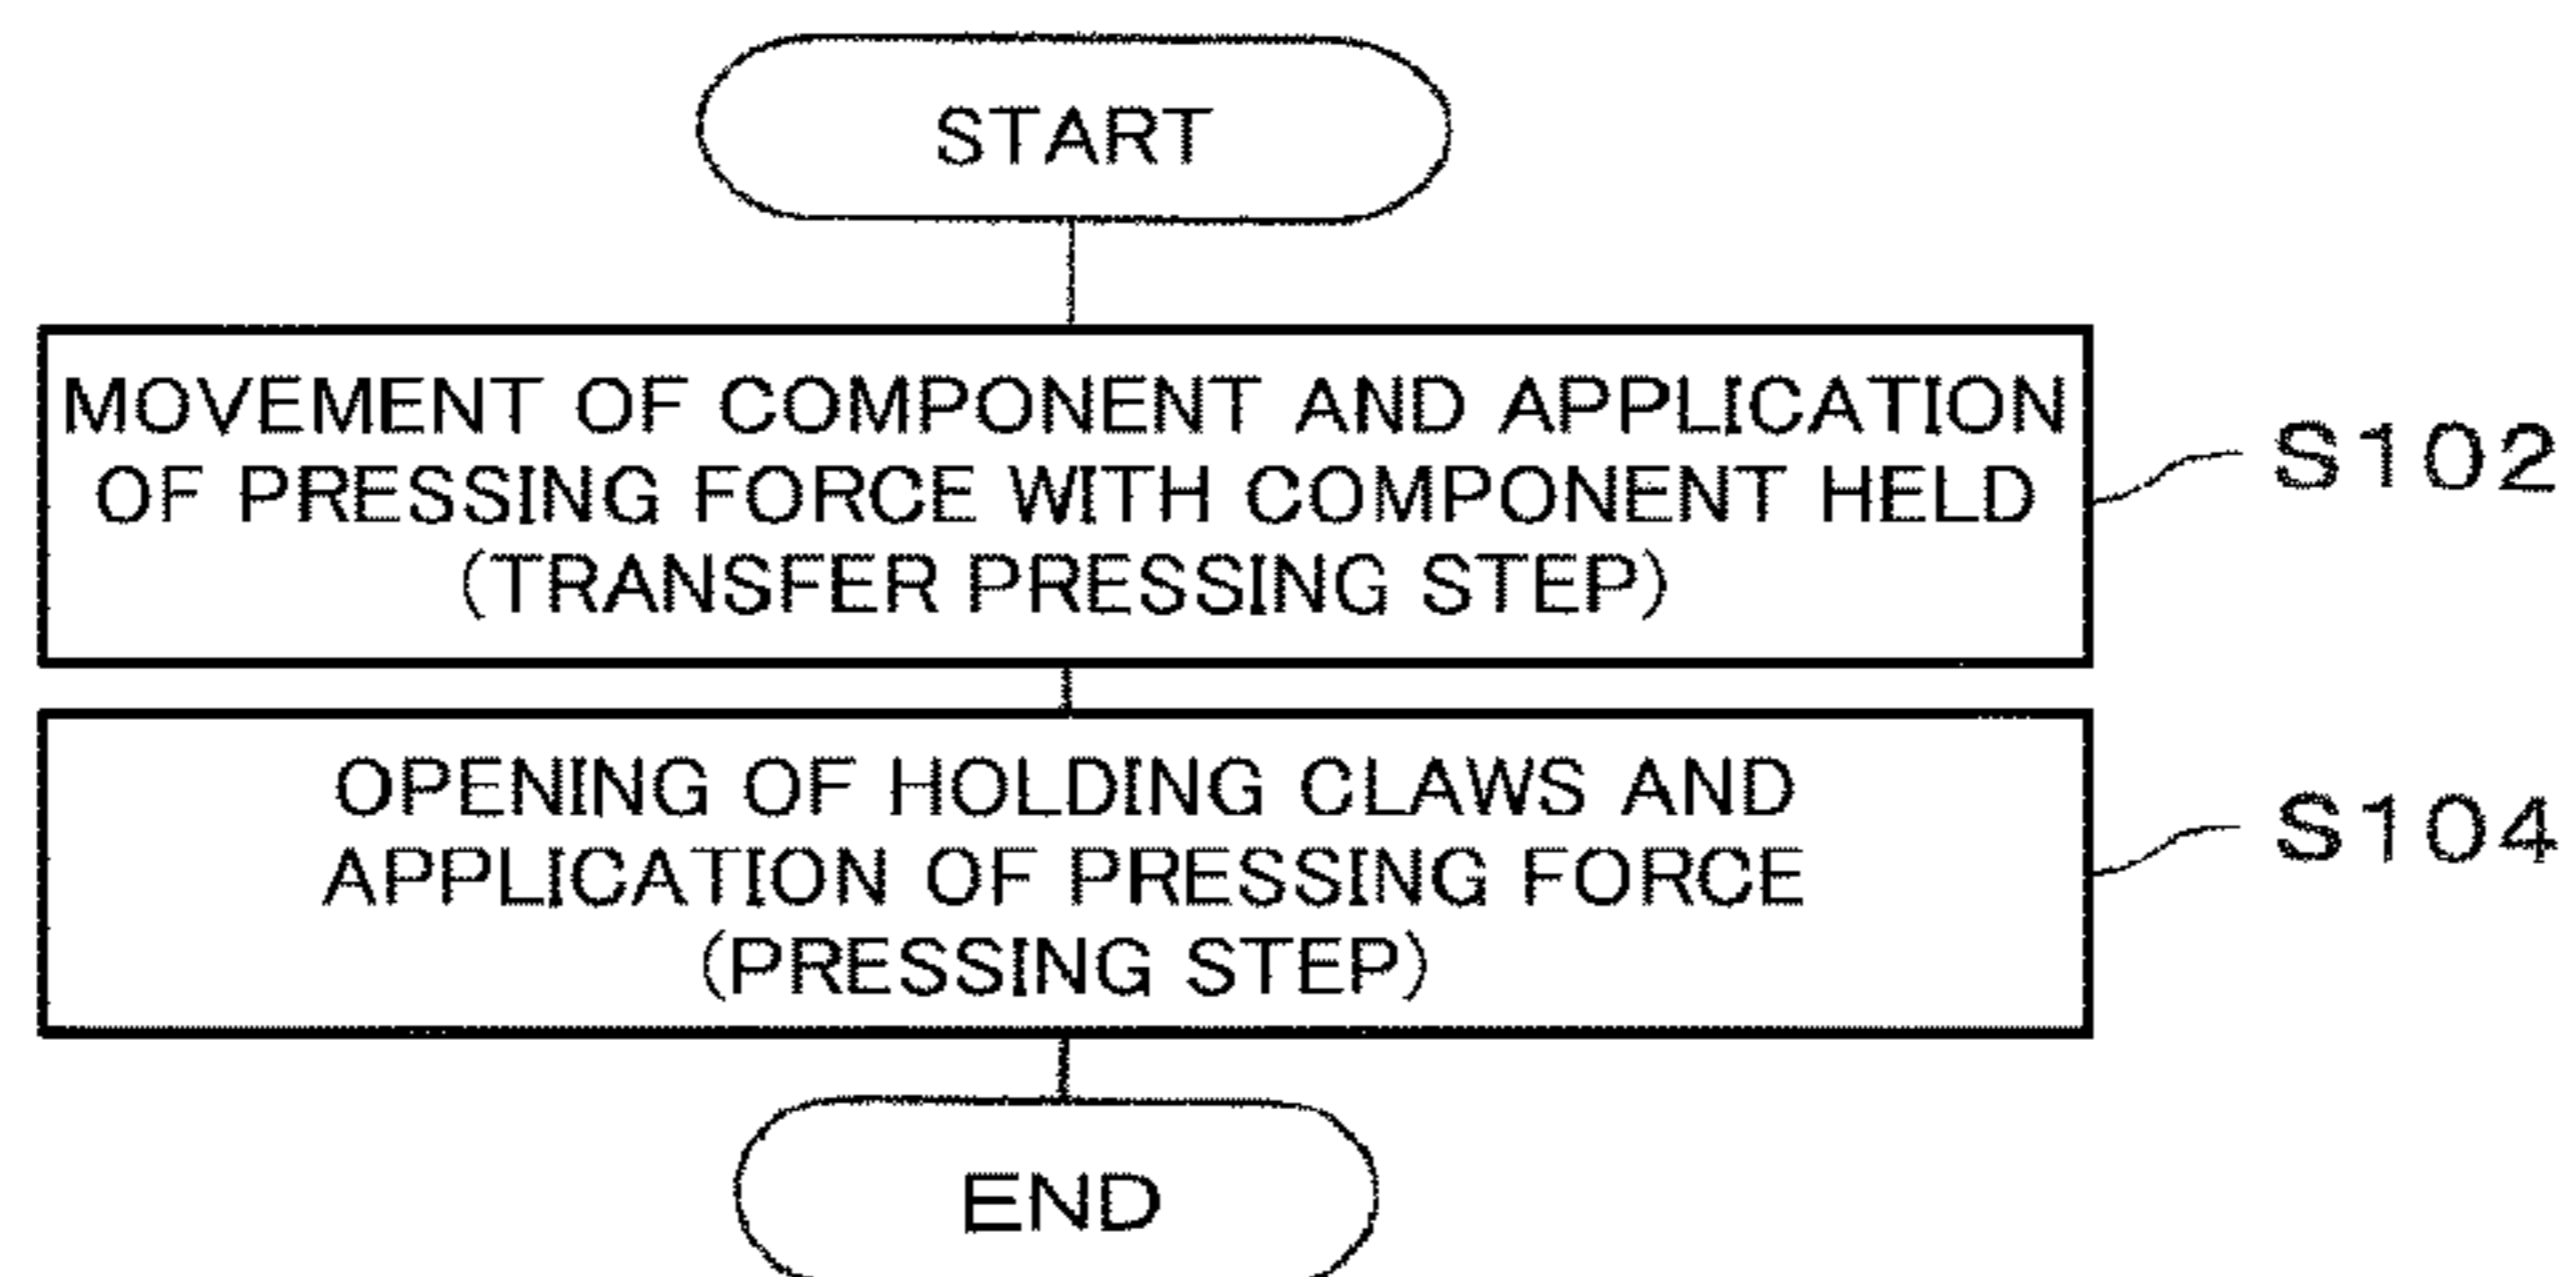 START
MOVEMENT OF COMPONENT AND APPLICATION
OF PRESSING FORCE WITH COMPONENT HELD
(TRANSFER PRESSING STEP)
S102
OPENING OF HOLDING CLAWS AND
APPLICATION OF PRESSING FORCE
(PRESSING STEP)
S104
END